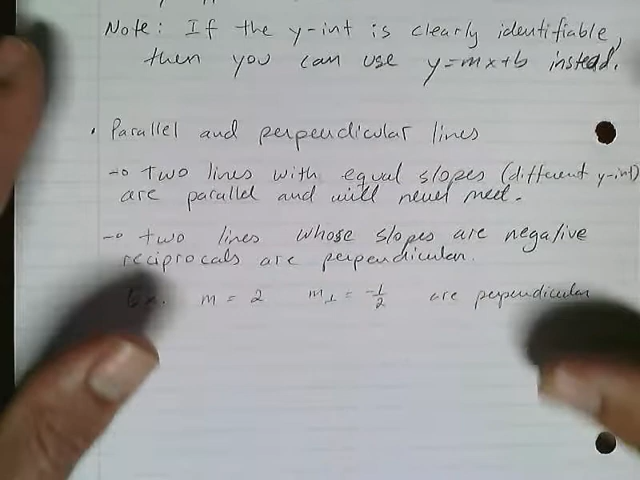 Note: If the y-int is clearly identifiable,
then you can use y=mx+b instead.
• Parallel and perpendicular lines
→ two lines with equal slopes (different y-int)
are parallel and will never meet.
→ two lines whose slopes are negative
reciprocals are perpendicular.
Ex. m = 2 m⊥ = -1/2 are perpendicular